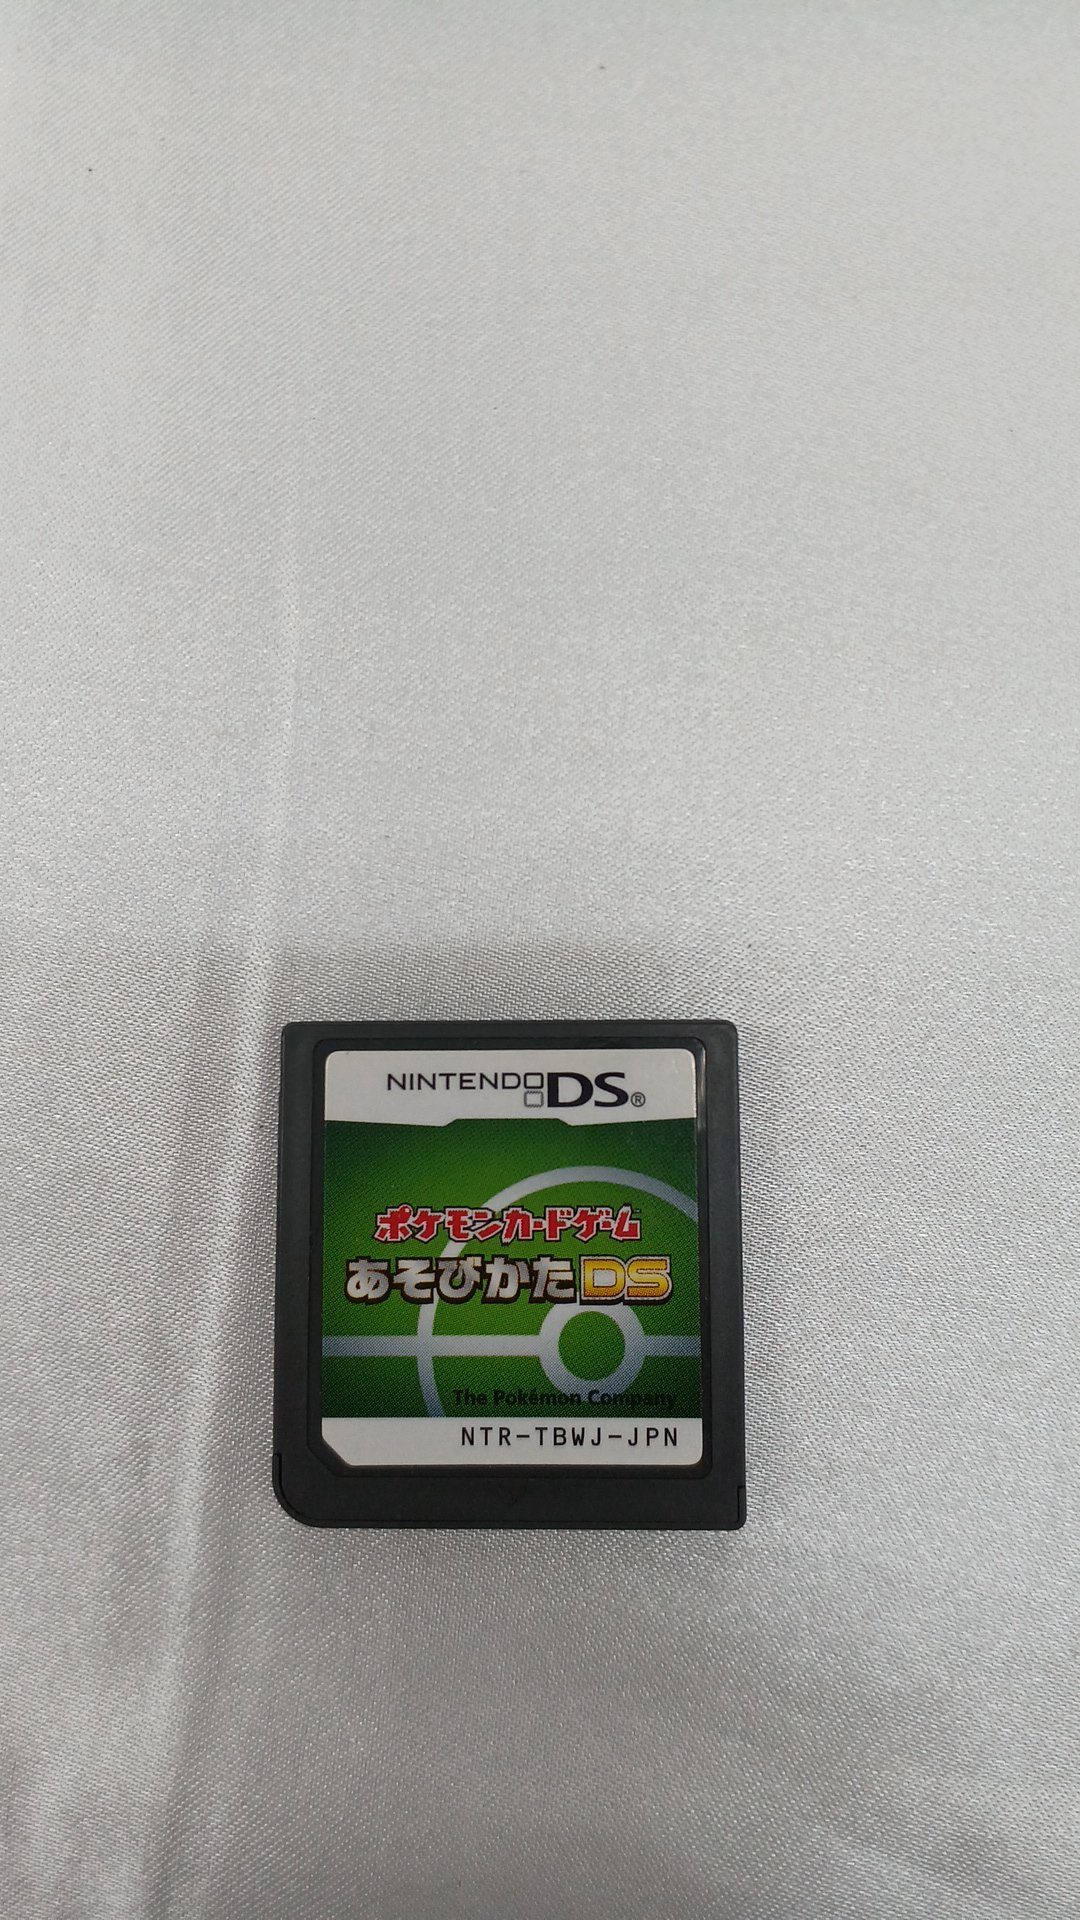 NINTENDO DS®
ポケモンカードゲーム
あそびかたDS
The Pokémon Company
NTR-TBWJ-JPN